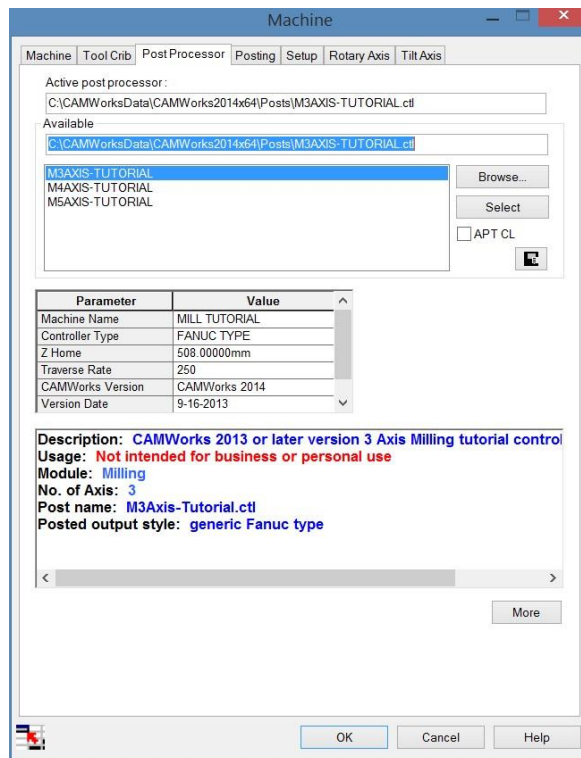 Machine
Machine Tool Crib Post Processor Posting Setup Rotary Axis Tilt Axis
Active post processor :
C:\CAMWorksData\CAMWorks2014x64\Posts\M3AXIS-TUTORIAL.ctl
Available
C:\CAMWorksData\CAMWorks2014x64\Posts\M3AXIS-TUTORIAL.ctl
M3AXIS-TUTORIAL
M4AXIS-TUTORIAL
M5AXIS-TUTORIAL
Browse...
Select
APT CL
Parameter Value
Machine Name MILL TUTORIAL
Controller Type FANUC TYPE
Z Home 508.00000mm
Traverse Rate 250
CAMWorks Version CAMWorks 2014
Version Date 9-16-2013
Description: CAMWorks 2013 or later version 3 Axis Milling tutorial control
Usage: Not intended for business or personal use
Module: Milling
No. of Axis: 3
Post name: M3Axis-Tutorial.ctl
Posted output style: generic Fanuc type
More
OK Cancel Help